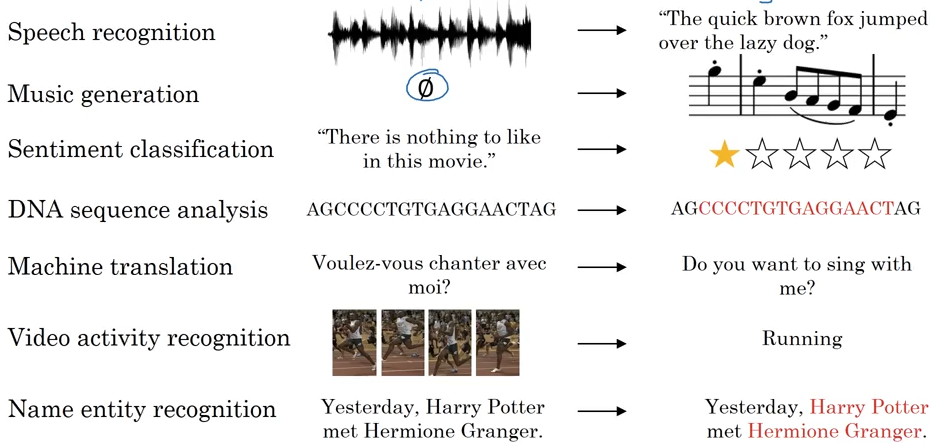 Speech recognition
“The quick brown fox jumped
over the lazy dog.”
Music generation
Ø
Sentiment classification
“There is nothing to like
in this movie.”
DNA sequence analysis
AGCCCCTGTGAGGAACTAG
AGCCCCTGTGAGGAACTAG
Machine translation
Voulez-vous chanter avec
moi?
Do you want to sing with
me?
Video activity recognition
Running
Name entity recognition
Yesterday, Harry Potter
met Hermione Granger.
Yesterday, Harry Potter
met Hermione Granger.